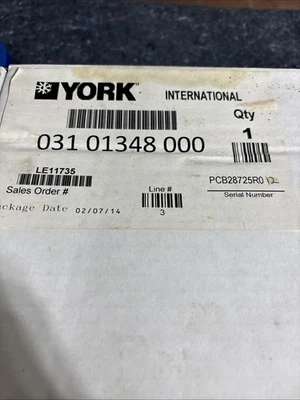 YORK INTERNATIONAL
Qty
1
031 01348 000
LE11735
Sales Order #
Line #
3
PCB28725R0
Serial Number
ackage Date 02/07/14